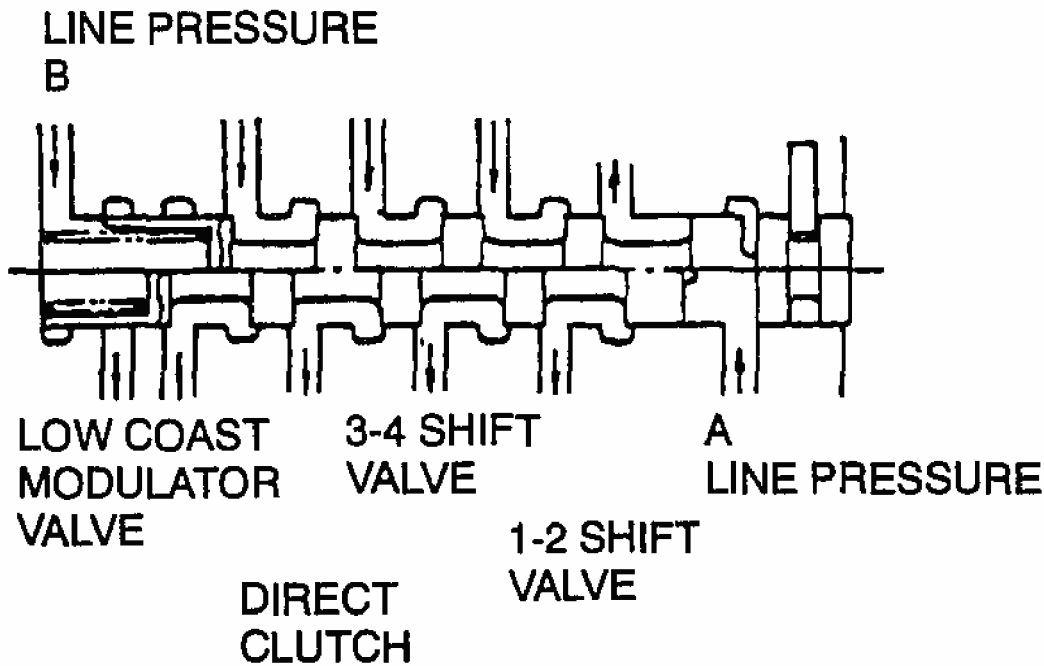 LINE PRESSURE
B
LOW COAST
MODULATOR
VALVE
3-4 SHIFT
VALVE
A
LINE PRESSURE
1-2 SHIFT
VALVE
DIRECT
CLUTCH